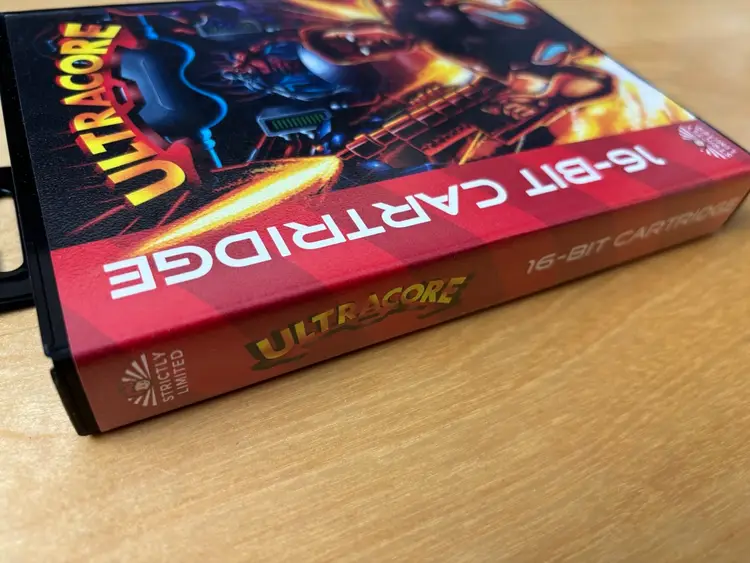 ULTRACORE
16-BIT CARTRIDGE
STRICTLY
LIMITED
ULTRACORE
16-BIT CARTRIDGE